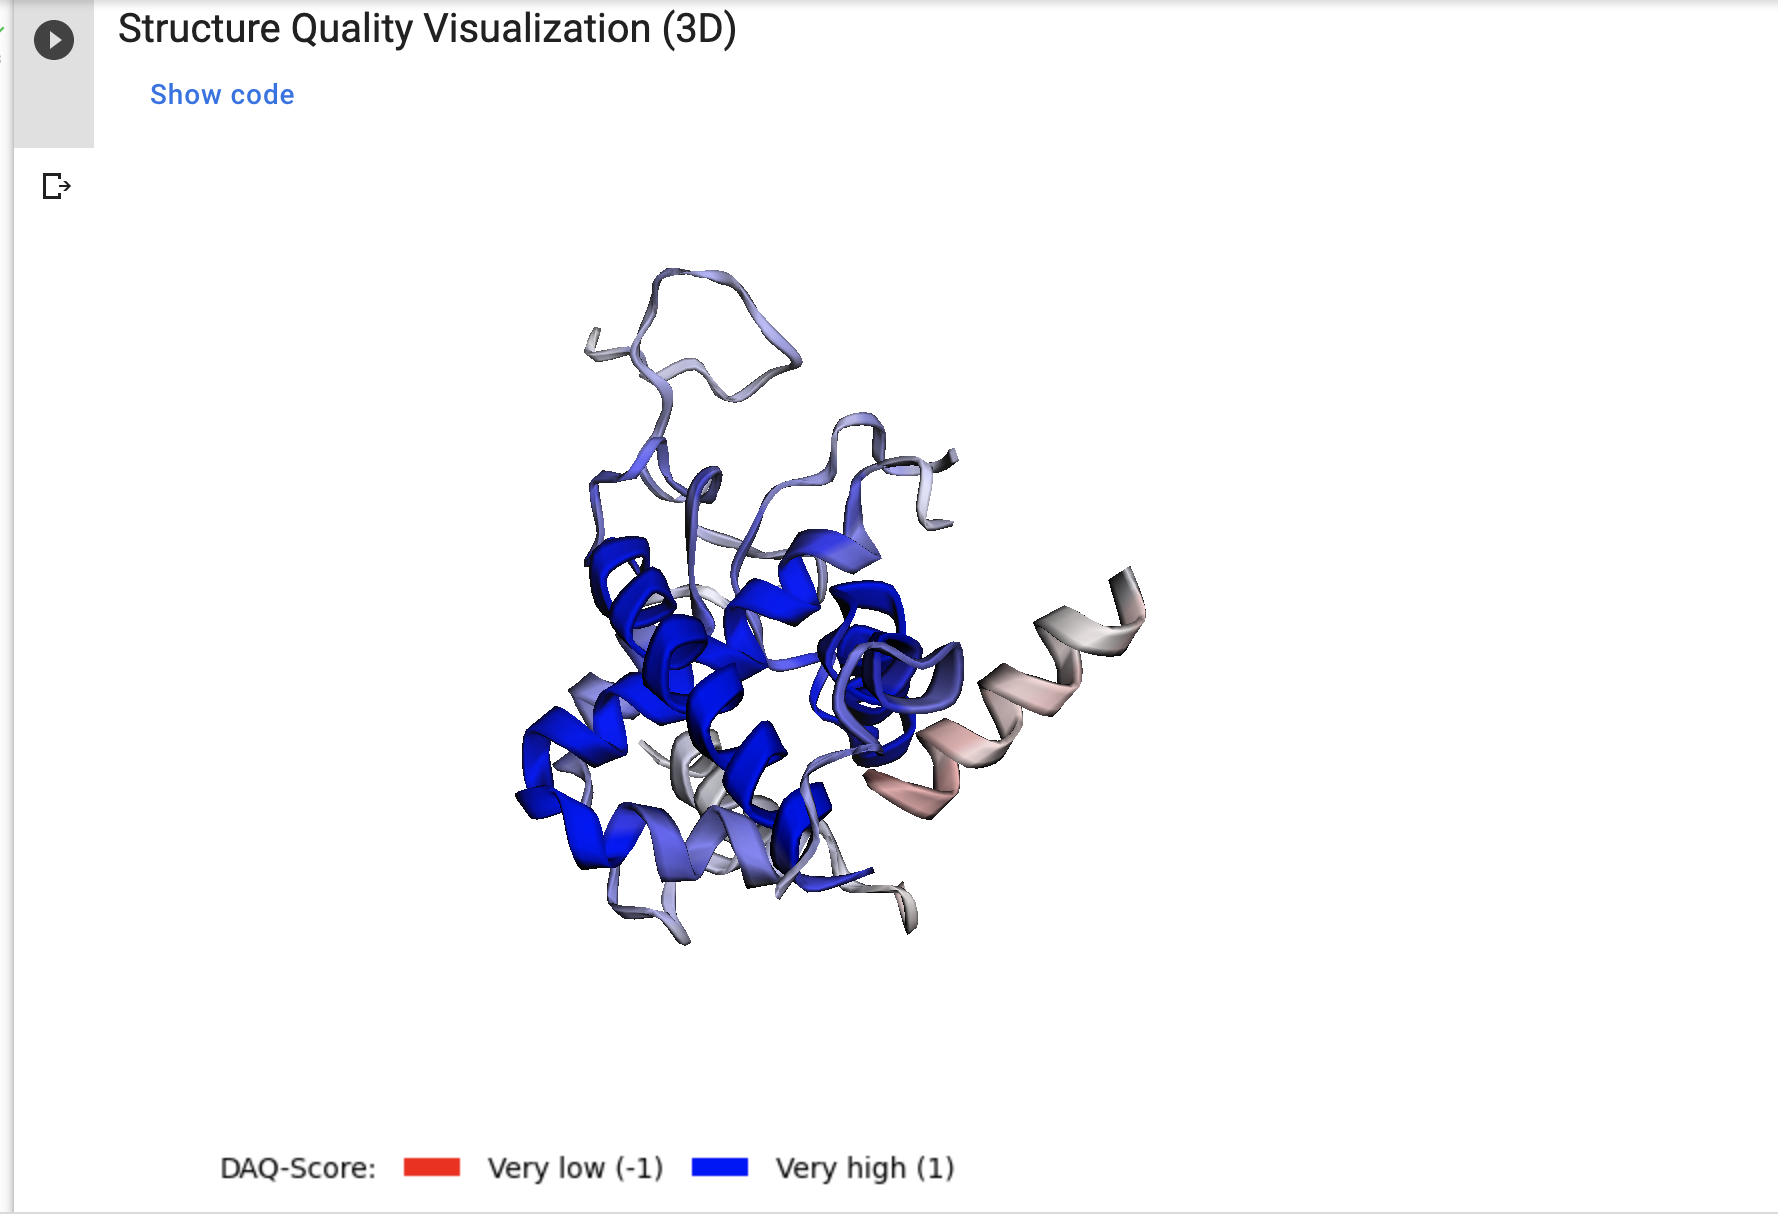 Structure Quality Visualization (3D)
Show code
DAQ-Score: Very low (-1) Very high (1)